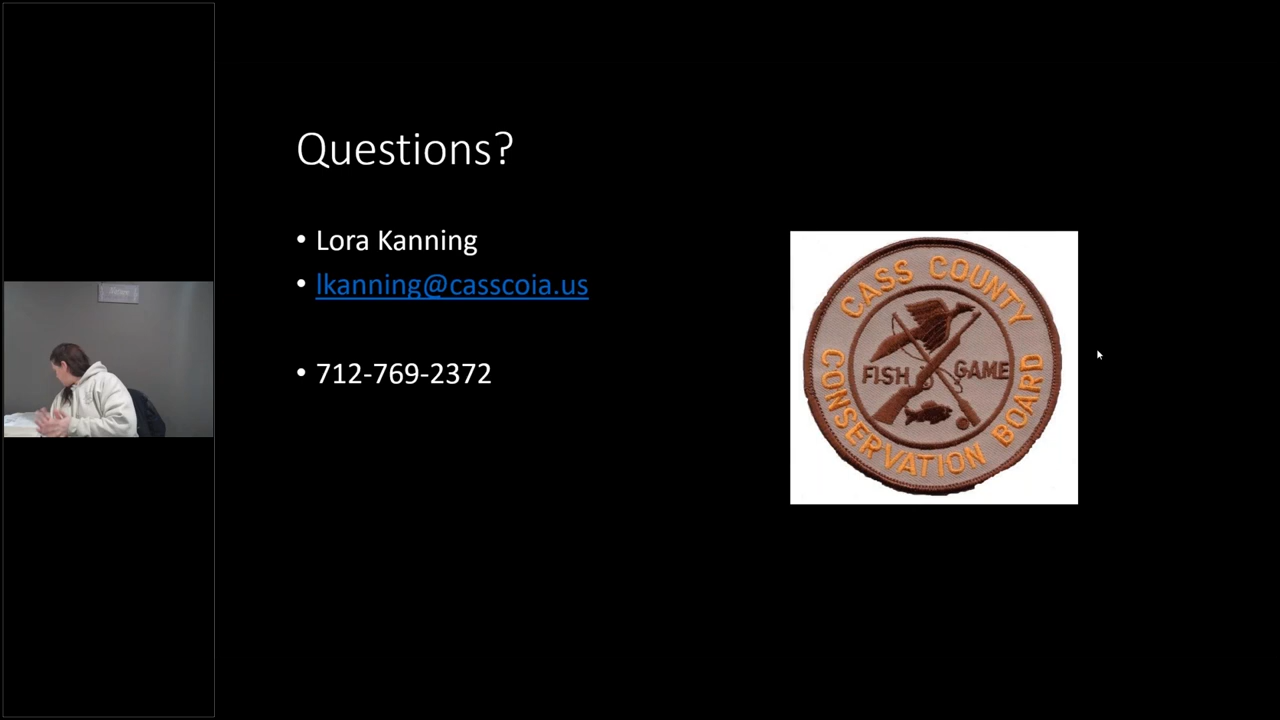 Questions?
• Lora Kanning
• lkanning@casscoia.us
• 712-769-2372
CASS COUNTY
FISH GAME
CONSERVATION BOARD